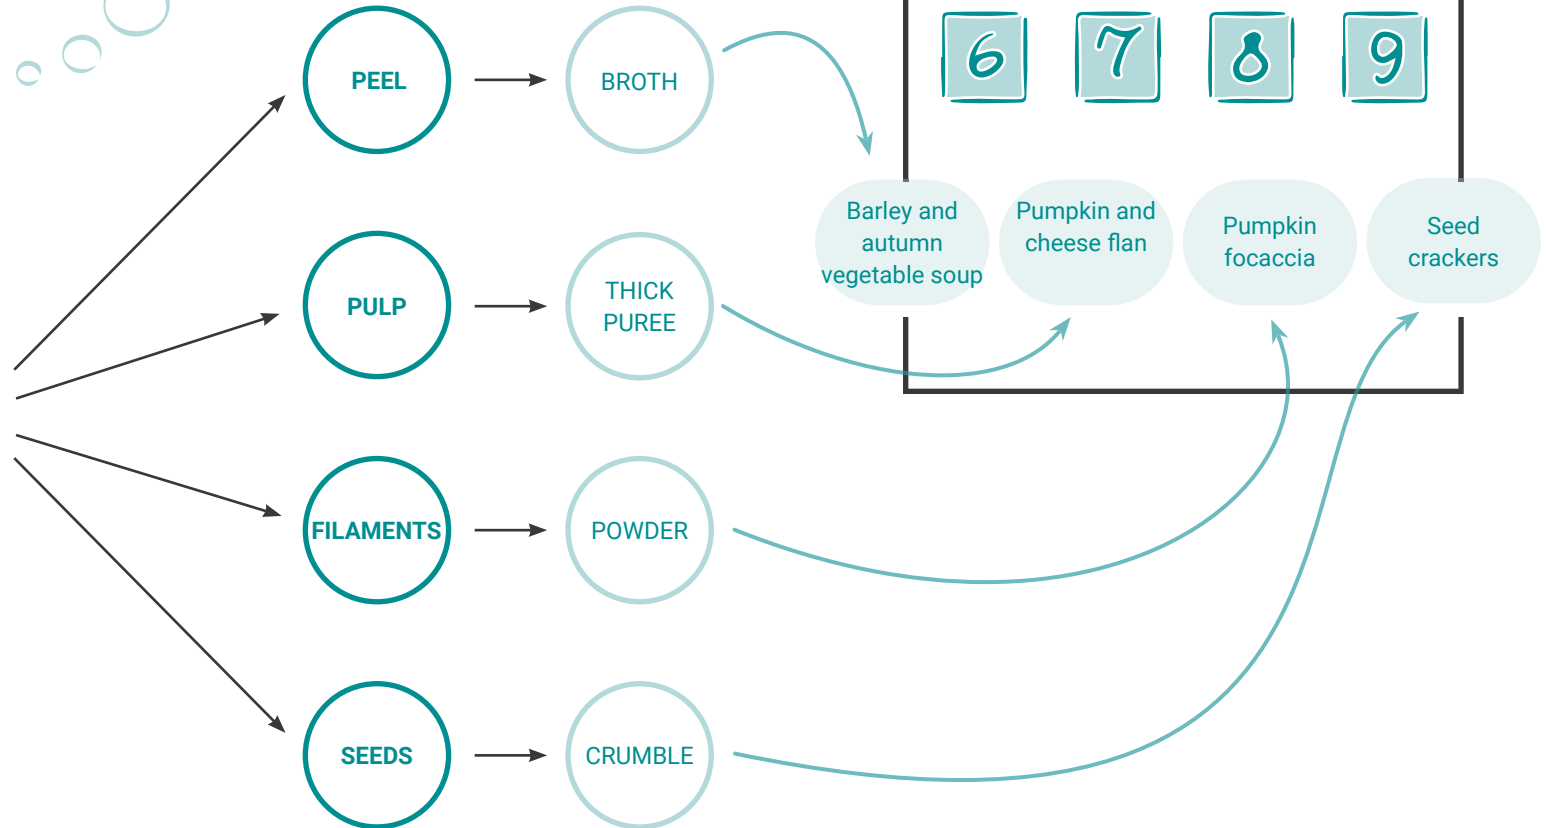 PEEL
BROTH
6 7 8 9
Barley and
autumn
vegetable soup
Pumpkin and
cheese flan
Pumpkin
focaccia
Seed
crackers
PULP
THICK
PUREE
FILAMENTS
POWDER
SEEDS
CRUMBLE